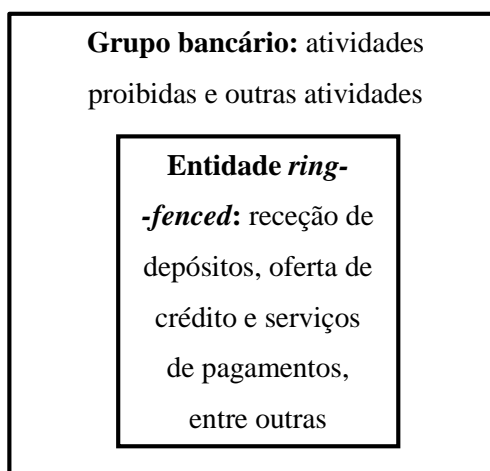 Grupo bancário: atividades
proibidas e outras atividades
Entidade ring-
-fenced: receção de
depósitos, oferta de
crédito e serviços
de pagamentos,
entre outras